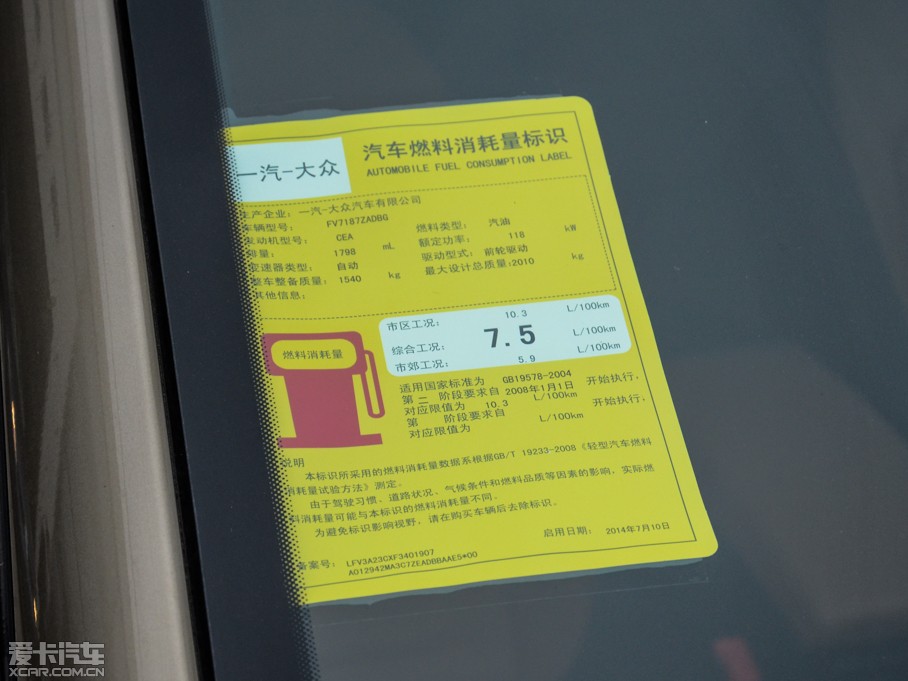 一汽-大众
汽车燃料消耗量标识
AUTOMOBILE FUEL CONSUMPTION LABEL
生产企业: 一汽-大众汽车有限公司
车辆型号: FV7187ZADBG
发动机型号: CEA 燃料类型: 汽油
排量: 1798 mL 额定功率: 118 kW
变速器类型: 自动 驱动型式: 前轮驱动
整车整备质量: 1540 kg 最大设计总质量:2010 kg
其他信息:
燃料消耗量
市区工况: 10.3 L/100km
综合工况: 7.5 L/100km
市郊工况: 5.9 L/100km
适用国家标准为 GB19578-2004
第二 阶段要求自 2008年1月1日 开始执行,
对应限值为 10.3 L/100km
第 阶段要求自 开始执行,
对应限值为 L/100km
说明
本标识所采用的燃料消耗量数据系根据GB/T 19233-2008《轻型汽车燃料
消耗量试验方法》测定。
由于驾驶习惯、道路状况、气候条件和燃料品质等因素的影响,实际燃
料消耗量可能与本标识的燃料消耗量不同。
为避免标识影响视野,请在购买车辆后去除标识。
启用日期: 2014年7月10日
备案号: LFV3A23CXF3401907
A012942MA3C7ZEADBBAAE5*00
爱卡汽车
XCAR.COM.CN